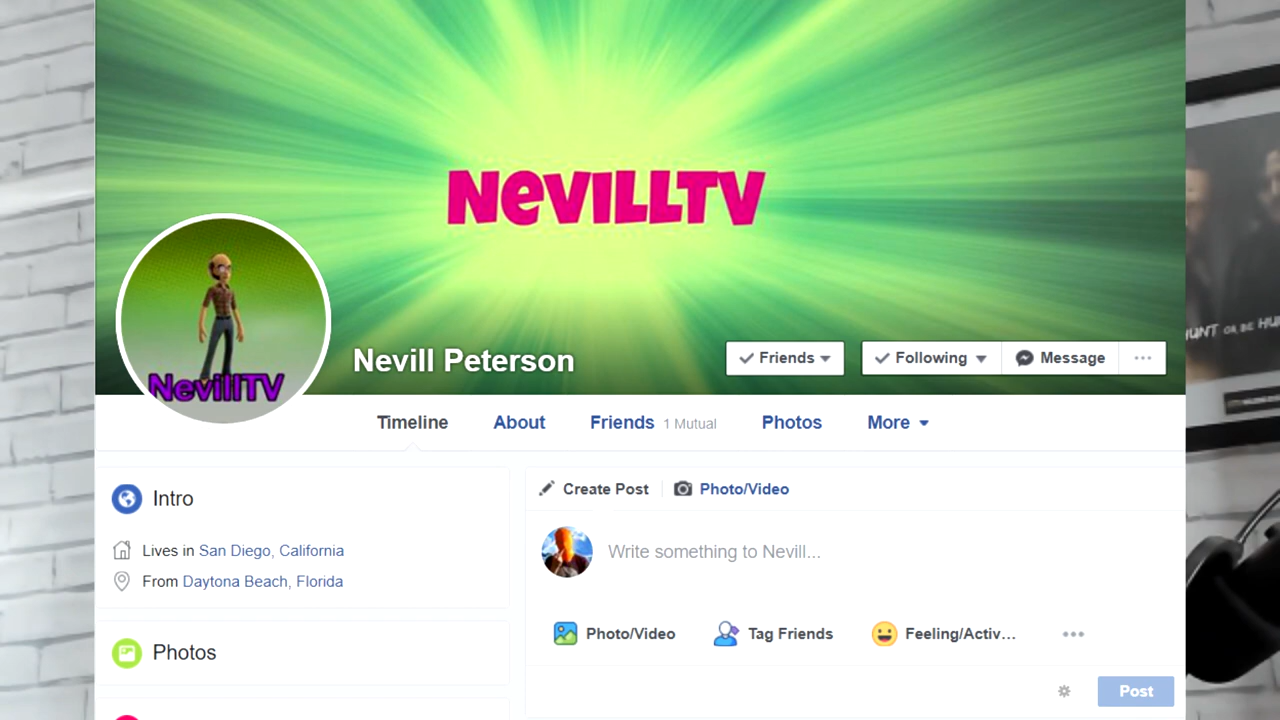 NevillTV
NevillTV
Nevill Peterson
Friends
Following
Message
Timeline
About
Friends 1 Mutual
Photos
More
Intro
Lives in San Diego, California
From Daytona Beach, Florida
Photos
Create Post
Photo/Video
Write something to Nevill...
Photo/Video
Tag Friends
Feeling/Activ...
Post
OR BE